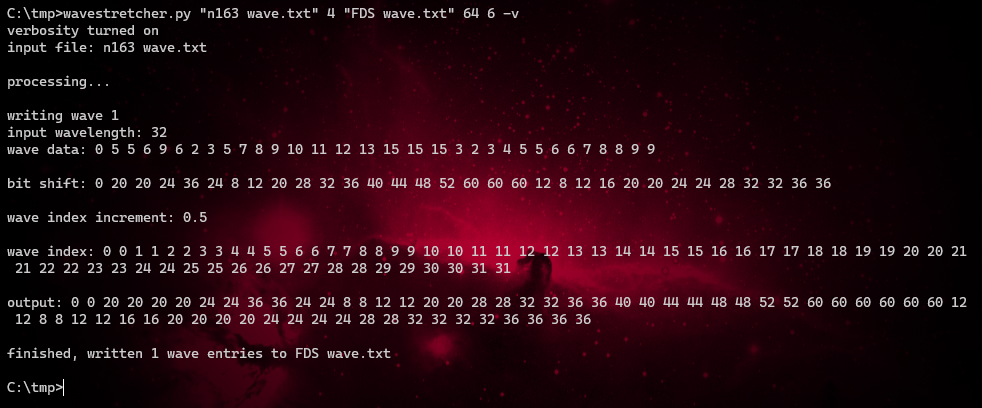 C:\tmp>wavestretcher.py "n163 wave.txt" 4 "FDS wave.txt" 64 6 -v
verbosity turned on
input file: n163 wave.txt
processing...
writing wave 1
input wavelength: 32
wave data: 0 5 5 6 9 6 2 3 5 7 8 9 10 11 12 13 15 15 15 3 2 3 4 5 5 6 6 7 8 8 9 9
bit shift: 0 20 20 24 36 24 8 12 20 28 32 36 40 44 48 52 60 60 60 12 8 12 16 20 20 24 24 28 32 32 36 36
wave index increment: 0.5
wave index: 0 0 1 1 2 2 3 3 4 4 5 5 6 6 7 7 8 8 9 9 10 10 11 11 12 12 13 13 14 14 15 15 16 16 17 17 18 18 19 19 20 20 21
21 22 22 23 23 24 24 25 25 26 26 27 27 28 28 29 29 30 30 31 31
output: 0 0 20 20 20 20 24 24 36 36 24 24 8 8 12 12 20 20 28 28 32 32 36 36 40 40 44 44 48 48 52 52 60 60 60 60 60 60 12
12 8 8 12 12 16 16 20 20 20 20 24 24 24 24 28 28 32 32 32 32 36 36 36 36
finished, written 1 wave entries to FDS wave.txt
C:\tmp>